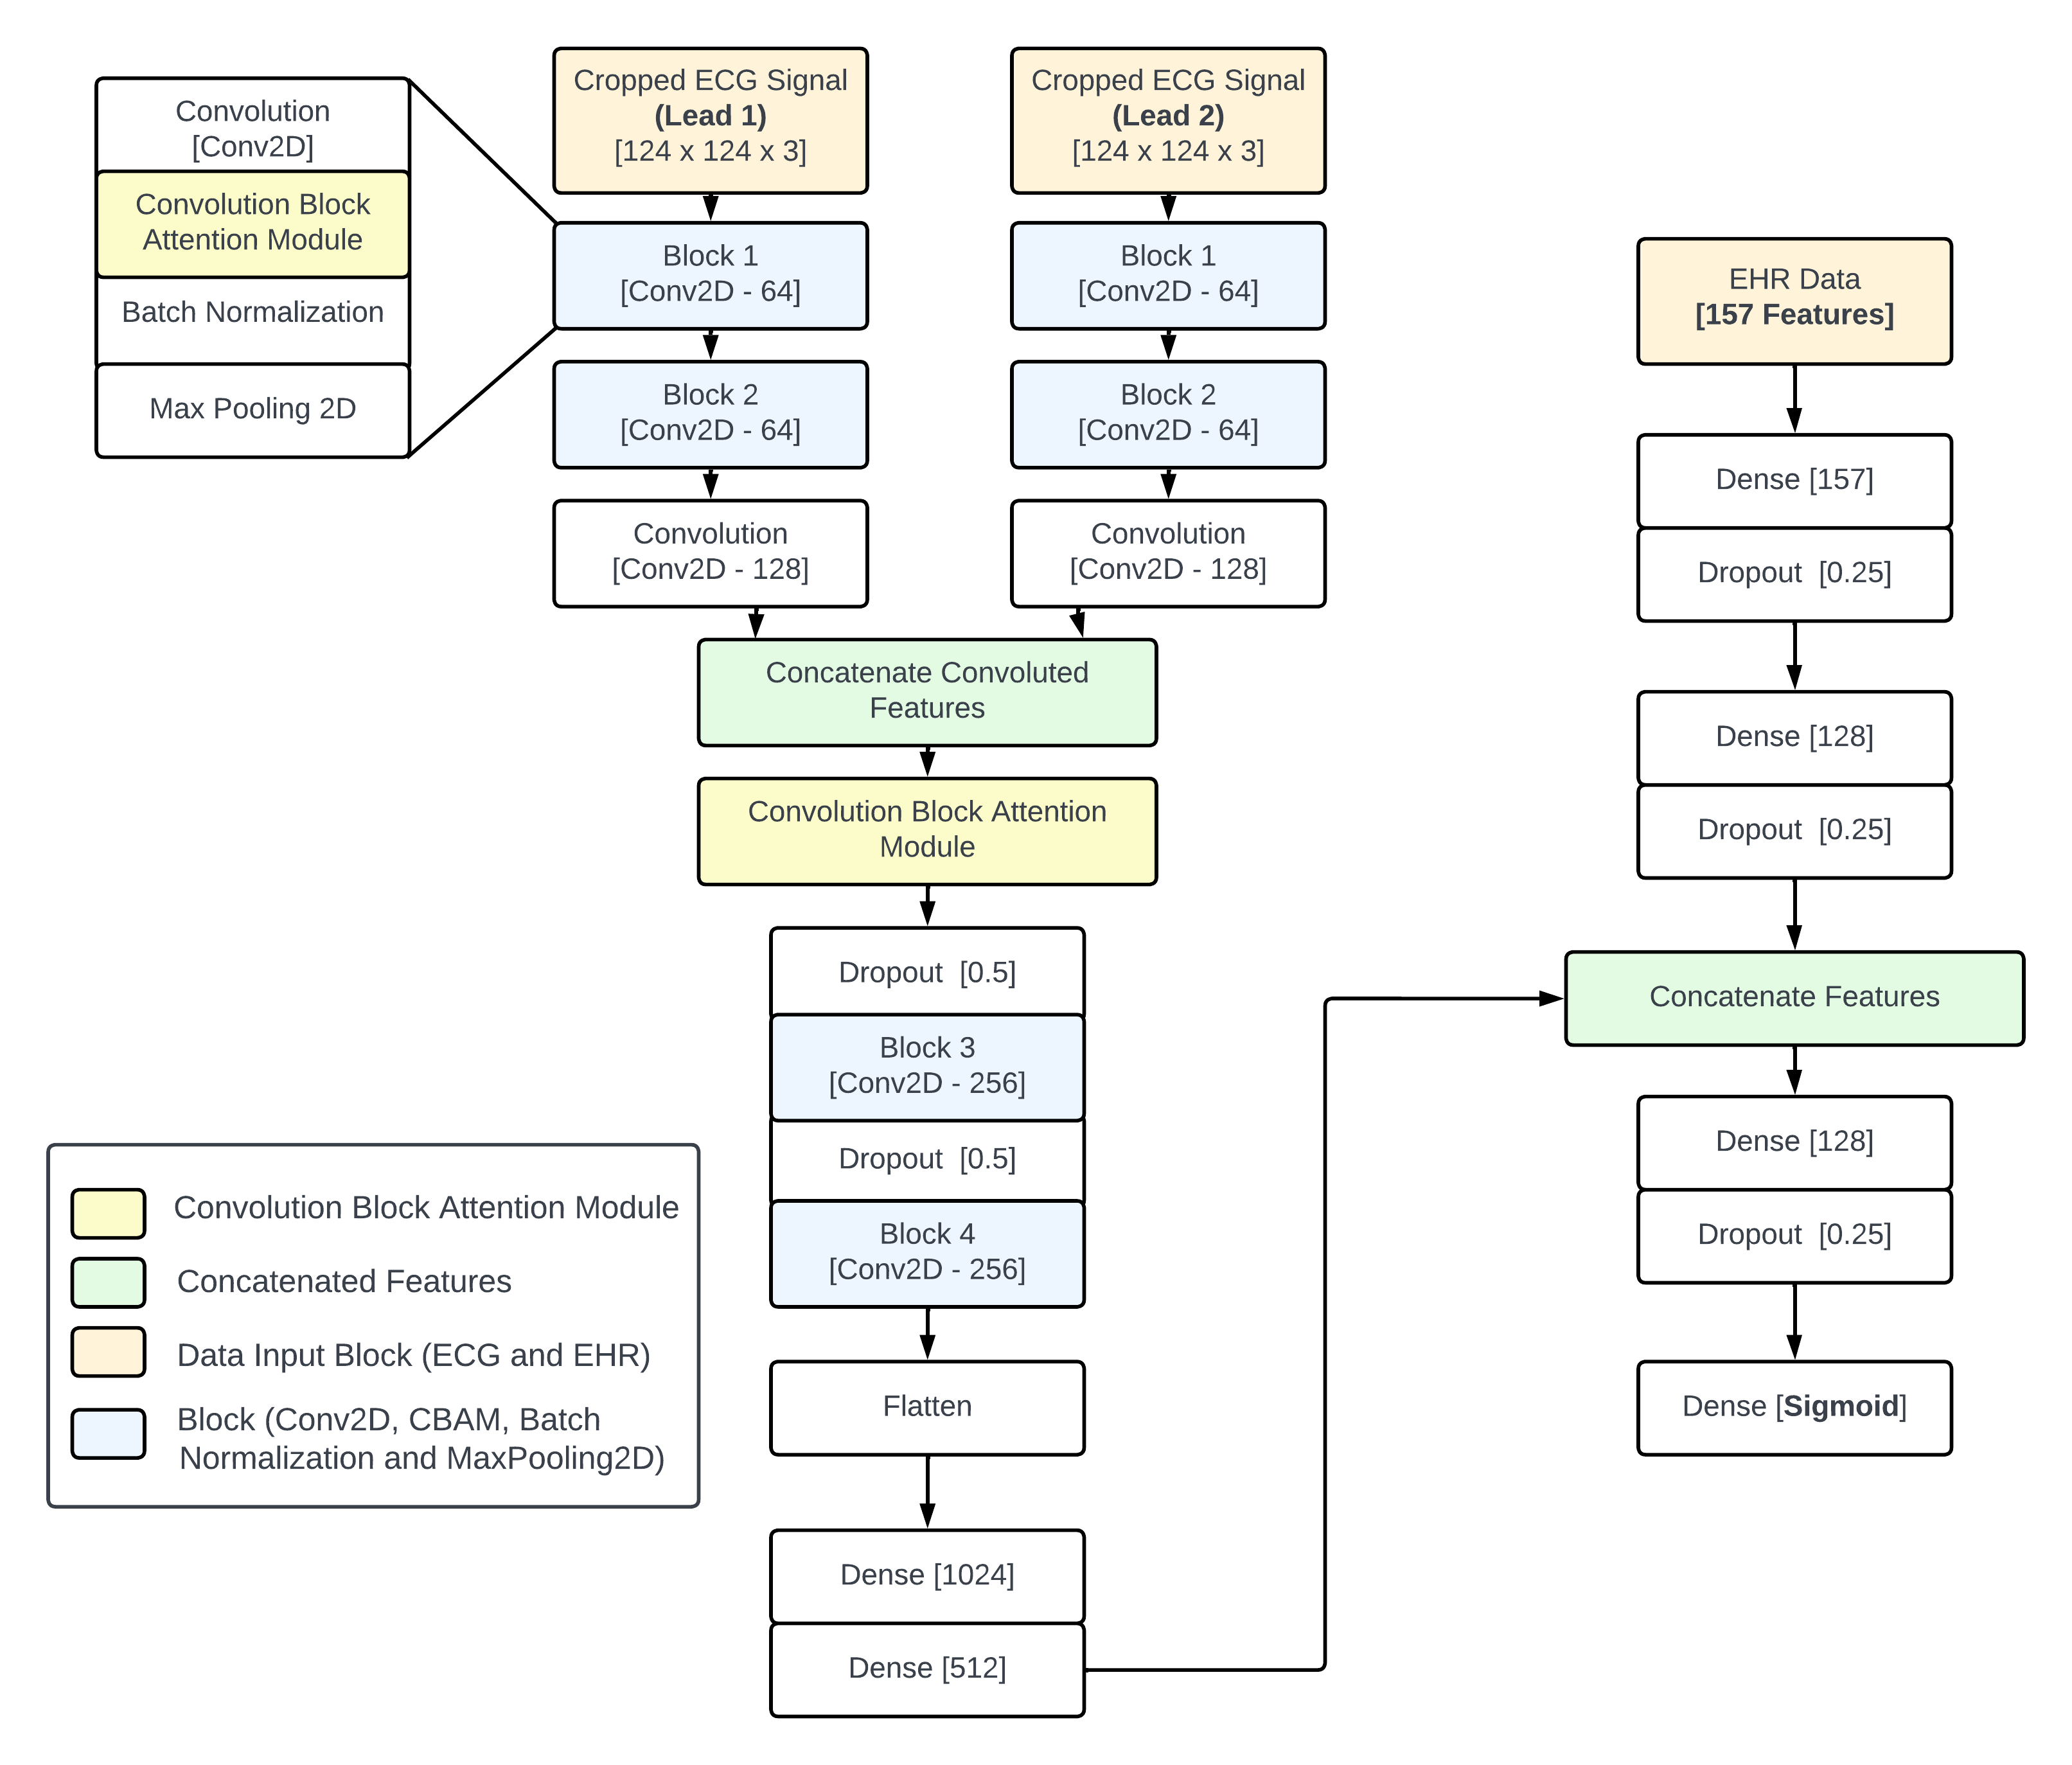 Convolution
[Conv2D]
Convolution Block
Attention Module
Batch Normalization
Max Pooling 2D
Cropped ECG Signal
(Lead 1)
[124 x 124 x 3]
Block 1
[Conv2D - 64]
Block 2
[Conv2D - 64]
Convolution
[Conv2D - 128]
Cropped ECG Signal
(Lead 2)
[124 x 124 x 3]
Block 1
[Conv2D - 64]
Block 2
[Conv2D - 64]
Convolution
[Conv2D - 128]
Concatenate Convoluted
Features
Convolution Block Attention
Module
Dropout [0.5]
Block 3
[Conv2D - 256]
Dropout [0.5]
Block 4
[Conv2D - 256]
Flatten
Dense [1024]
Dense [512]
EHR Data
[157 Features]
Dense [157]
Dropout [0.25]
Dense [128]
Dropout [0.25]
Concatenate Features
Dense [128]
Dropout [0.25]
Dense [Sigmoid]
Convolution Block Attention Module
Concatenated Features
Data Input Block (ECG and EHR)
Block (Conv2D, CBAM, Batch
Normalization and MaxPooling2D)